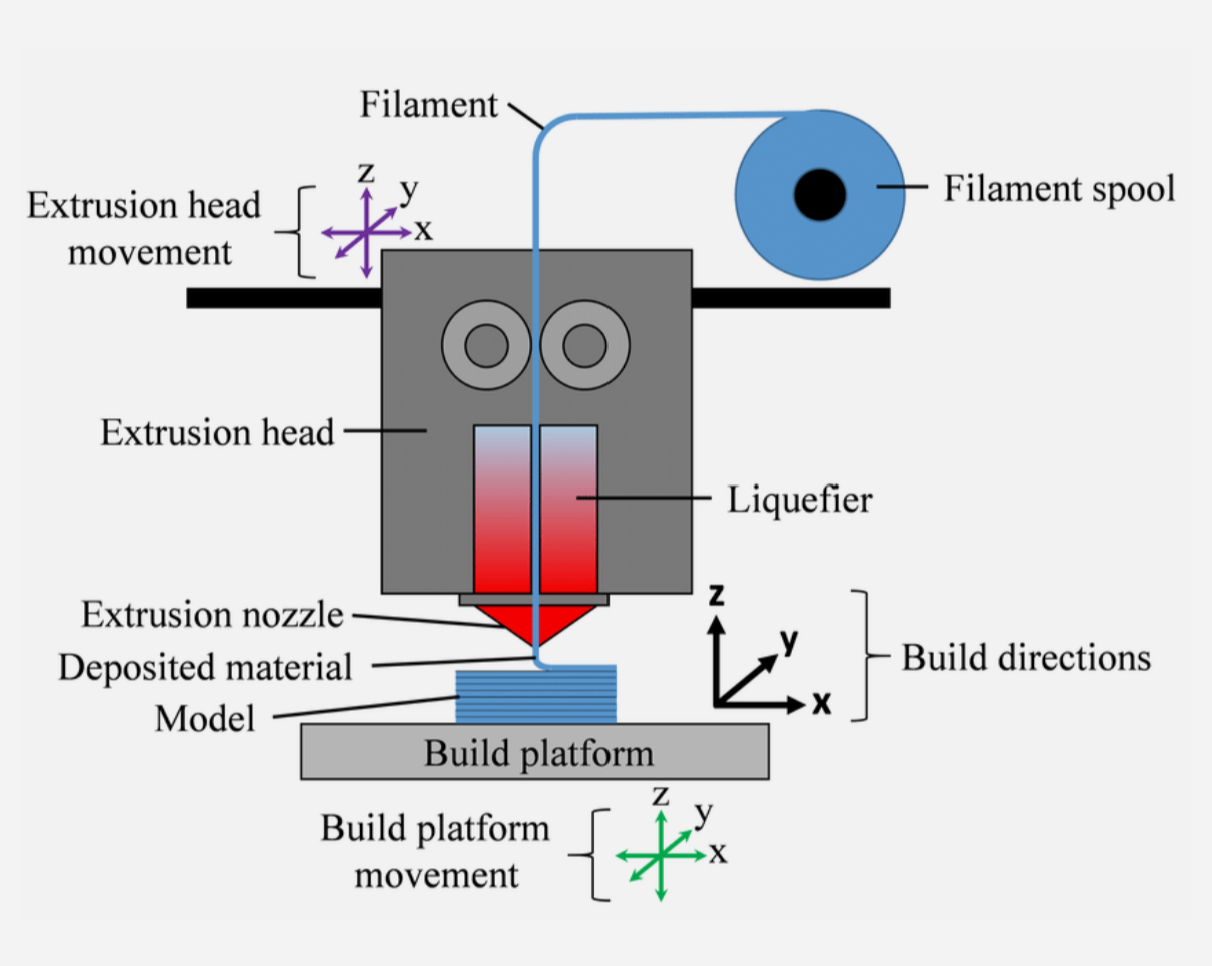 Filament
z
y
x
Extrusion head
movement
Filament spool
Extrusion head
Liquefier
Extrusion nozzle
Deposited material
Model
z
y
x
Build directions
Build platform
Build platform
movement
z
y
x